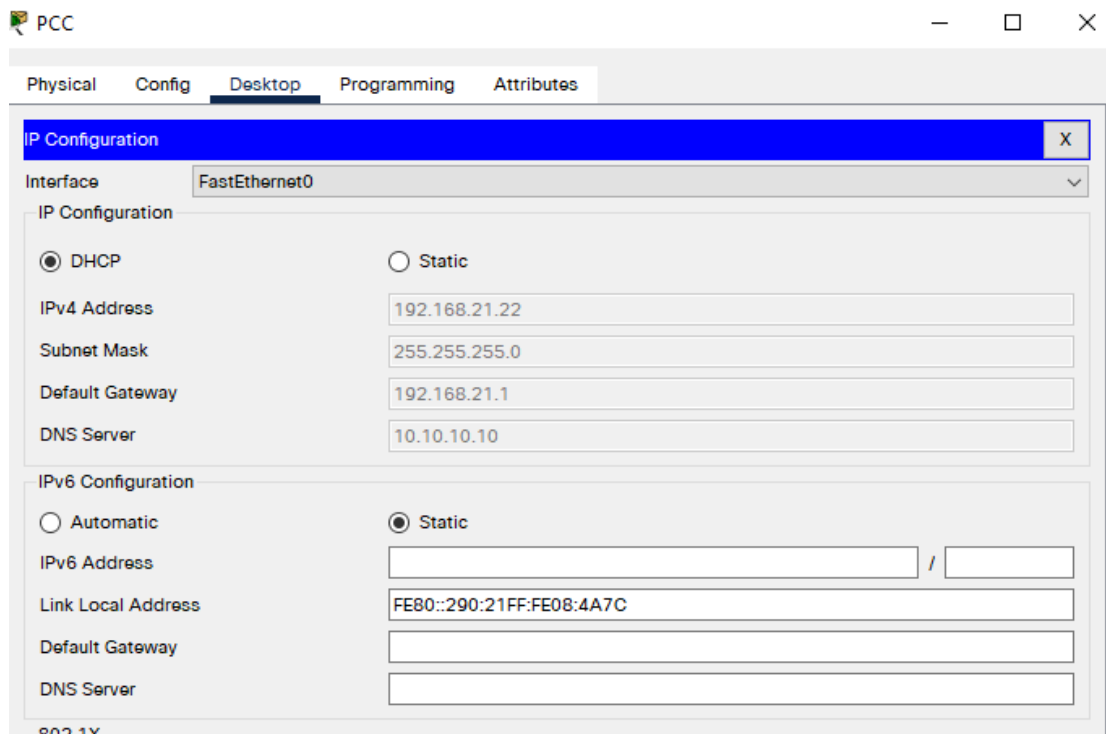 PCC
Physical Config Desktop Programming Attributes
IP Configuration X
Interface FastEthernet0
IP Configuration
DHCP Static
IPv4 Address 192.168.21.22
Subnet Mask 255.255.255.0
Default Gateway 192.168.21.1
DNS Server 10.10.10.10
IPv6 Configuration
Automatic Static
IPv6 Address /
Link Local Address FE80::290:21FF:FE08:4A7C
Default Gateway
DNS Server
802.1X